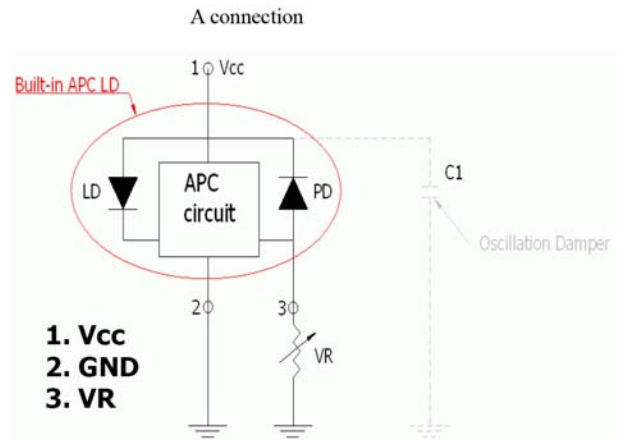 A connection
1 Vcc
Built-in APC LD
C1
LD
APC
circuit
PD
Oscillation Damper
2
3
VR
1. Vcc
2. GND
3. VR